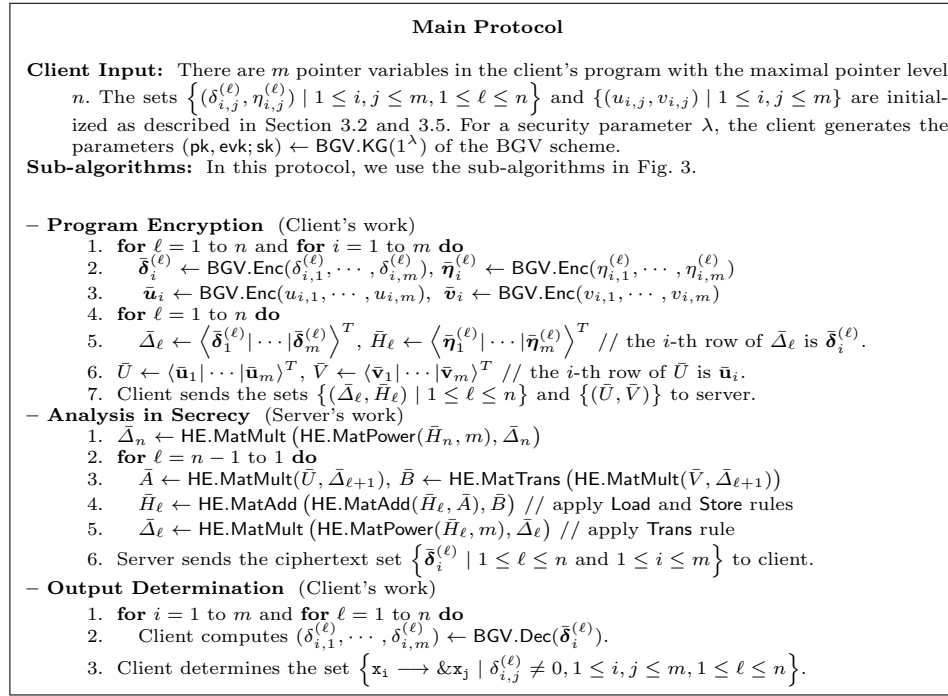 Main Protocol
Client Input: There are m pointer variables in the client's program with the maximal pointer level
n. The sets {(δ_{i,j}^{(ℓ)}, η_{i,j}^{(ℓ)}) | 1 ≤ i, j ≤ m, 1 ≤ ℓ ≤ n} and {(u_{i,j}, v_{i,j}) | 1 ≤ i, j ≤ m} are initial-
ized as described in Section 3.2 and 3.5. For a security parameter λ, the client generates the
parameters (pk, evk; sk) ← BGV.KG(1^λ) of the BGV scheme.
Sub-algorithms: In this protocol, we use the sub-algorithms in Fig. 3.
– Program Encryption (Client's work)
1. for ℓ = 1 to n and for i = 1 to m do
2. δ̄_i^{(ℓ)} ← BGV.Enc(δ_{i,1}^{(ℓ)}, ⋯ , δ_{i,m}^{(ℓ)}), η̄_i^{(ℓ)} ← BGV.Enc(η_{i,1}^{(ℓ)}, ⋯ , η_{i,m}^{(ℓ)})
3. ū_i ← BGV.Enc(u_{i,1}, ⋯ , u_{i,m}), v̄_i ← BGV.Enc(v_{i,1}, ⋯ , v_{i,m})
4. for ℓ = 1 to n do
5. Δ̄_ℓ ← ⟨δ̄_1^{(ℓ)}| ⋯ |δ̄_m^{(ℓ)}⟩^T, H̄_ℓ ← ⟨η̄_1^{(ℓ)}| ⋯ |η̄_m^{(ℓ)}⟩^T // the i-th row of Δ̄_ℓ is δ̄_i^{(ℓ)}.
6. Ū ← ⟨ū_1| ⋯ |ū_m⟩^T, V̄ ← ⟨v̄_1| ⋯ |v̄_m⟩^T // the i-th row of Ū is ū_i.
7. Client sends the sets {(Δ̄_ℓ, H̄_ℓ) | 1 ≤ ℓ ≤ n} and {(Ū, V̄)} to server.
– Analysis in Secrecy (Server's work)
1. Δ̄_n ← HE.MatMult (HE.MatPower(H̄_n, m), Δ̄_n)
2. for ℓ = n − 1 to 1 do
3. Ā ← HE.MatMult(Ū, Δ̄_{ℓ+1}), B̄ ← HE.MatTrans (HE.MatMult(V̄, Δ̄_{ℓ+1}))
4. H̄_ℓ ← HE.MatAdd (HE.MatAdd(H̄_ℓ, Ā), B̄) // apply Load and Store rules
5. Δ̄_ℓ ← HE.MatMult (HE.MatPower(H̄_ℓ, m), Δ̄_ℓ) // apply Trans rule
6. Server sends the ciphertext set {δ̄_i^{(ℓ)} | 1 ≤ ℓ ≤ n and 1 ≤ i ≤ m} to client.
– Output Determination (Client's work)
1. for i = 1 to m and for ℓ = 1 to n do
2. Client computes (δ_{i,1}^{(ℓ)}, ⋯ , δ_{i,m}^{(ℓ)}) ← BGV.Dec(δ̄_i^{(ℓ)}).
3. Client determines the set {x_i ⟶ &x_j | δ_{i,j}^{(ℓ)} ≠ 0, 1 ≤ i, j ≤ m, 1 ≤ ℓ ≤ n}.